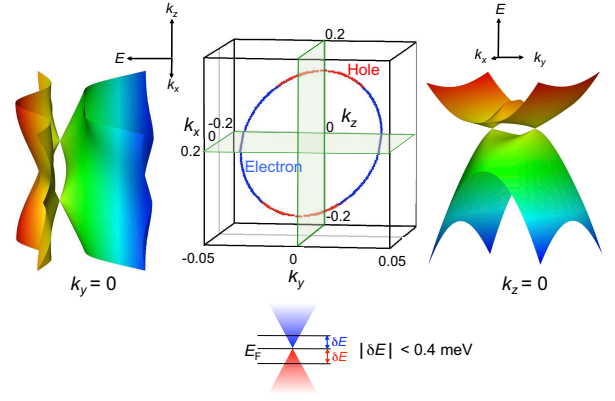 k_z
E
k_x
k_y = 0
0.2
Hole
k_x
-0.2
0
0.2
0
k_z
Electron
-0.2
-0.05
0
0.05
k_y
E
k_x
k_y
k_z = 0
E_F
δE
δE
|δE| < 0.4 meV